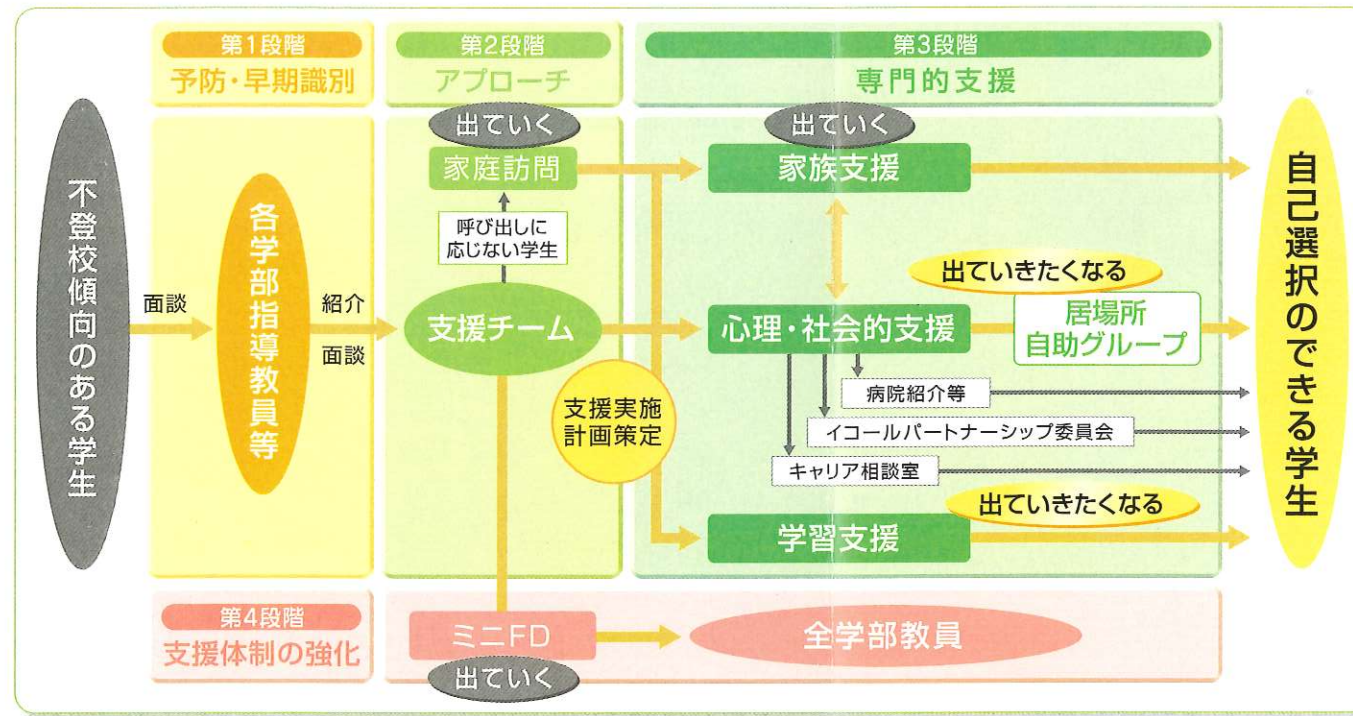 第1段階
予防・早期識別
第2段階
アプローチ
第3段階
専門的支援
不登校傾向のある学生
面談
各学部指導教員等
紹介
面談
出ていく
家庭訪問
呼び出しに
応じない学生
支援チーム
支援実施
計画策定
出ていく
家族支援
出ていきたくなる
心理・社会的支援
居場所
自助グループ
病院紹介等
イコールパートナーシップ委員会
キャリア相談室
出ていきたくなる
学習支援
自己選択のできる学生
第4段階
支援体制の強化
ミニFD
出ていく
全学部教員